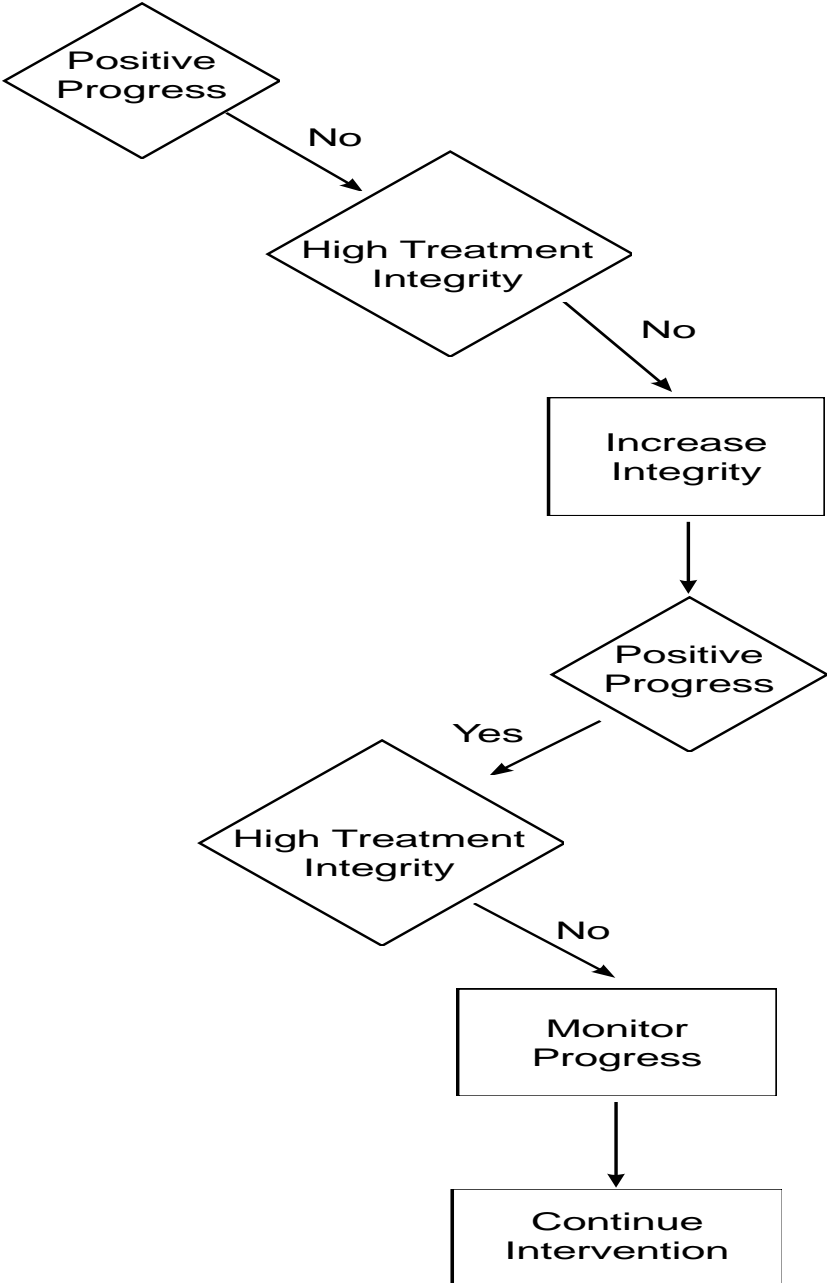 Positive
Progress
No
High Treatment
Integrity
No
Increase
Integrity
Positive
Progress
Yes
High Treatment
Integrity
No
Monitor
Progress
Continue
Intervention